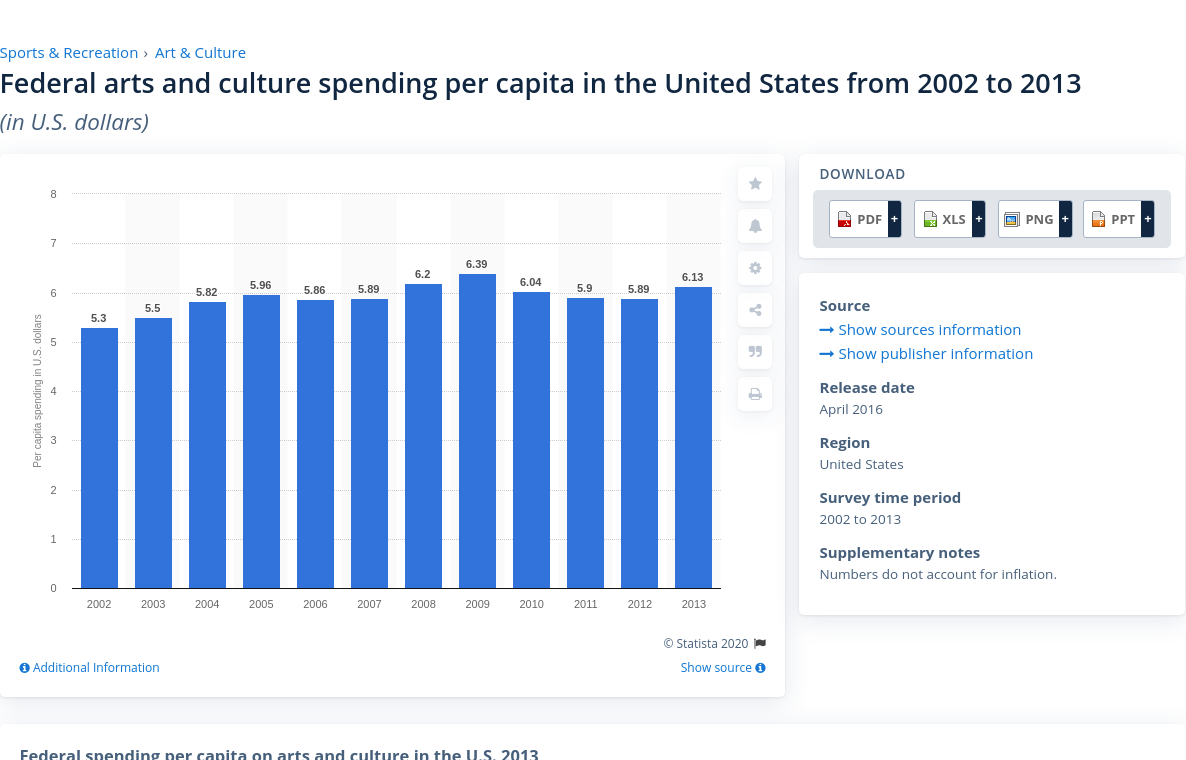 Sports & Recreation › Art & Culture
Federal arts and culture spending per capita in the United States from 2002 to 2013
(in U.S. dollars)
Per capita spending in U.S. dollars
8
7
6
5
4
3
2
1
0
5.3
5.5
5.82
5.96
5.86
5.89
6.2
6.39
6.04
5.9
5.89
6.13
2002 2003 2004 2005 2006 2007 2008 2009 2010 2011 2012 2013
© Statista 2020
Additional Information
Show source
DOWNLOAD
PDF + XLS + PNG + PPT +
Source
Show sources information
Show publisher information
Release date
April 2016
Region
United States
Survey time period
2002 to 2013
Supplementary notes
Numbers do not account for inflation.
Federal spending per capita on arts and culture in the U.S. 2013